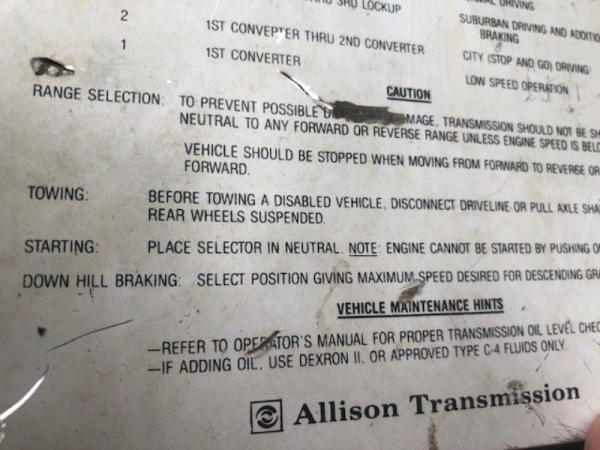 THRU 3RD LOCKUP DRIVING
2 1ST CONVERTER THRU 2ND CONVERTER SUBURBAN DRIVING AND
BRAKING
1 1ST CONVERTER CITY (STOP AND GO) DRIVING
LOW SPEED OPERATION
CAUTION
RANGE SELECTION: TO PREVENT POSSIBLE TRANSMISSION SHOULD NOT BE
NEUTRAL TO ANY FORWARD OR REVERSE RANGE UNLESS ENGINE SPEED IS
VEHICLE SHOULD BE STOPPED WHEN MOVING FROM FORWARD TO REVERSE OR
FORWARD.
TOWING: BEFORE TOWING A DISABLED VEHICLE, DISCONNECT DRIVELINE OR PULL AXLE
REAR WHEELS SUSPENDED.
STARTING: PLACE SELECTOR IN NEUTRAL. NOTE: ENGINE CANNOT BE STARTED BY PUSHING
DOWN HILL BRAKING: SELECT POSITION GIVING MAXIMUM SPEED DESIRED FOR DESCENDING
VEHICLE MAINTENANCE HINTS
—REFER TO OPERATOR'S MANUAL FOR PROPER TRANSMISSION OIL LEVEL
—IF ADDING OIL, USE DEXRON II, OR APPROVED TYPE C-4 FLUIDS ONLY.
Allison Transmission